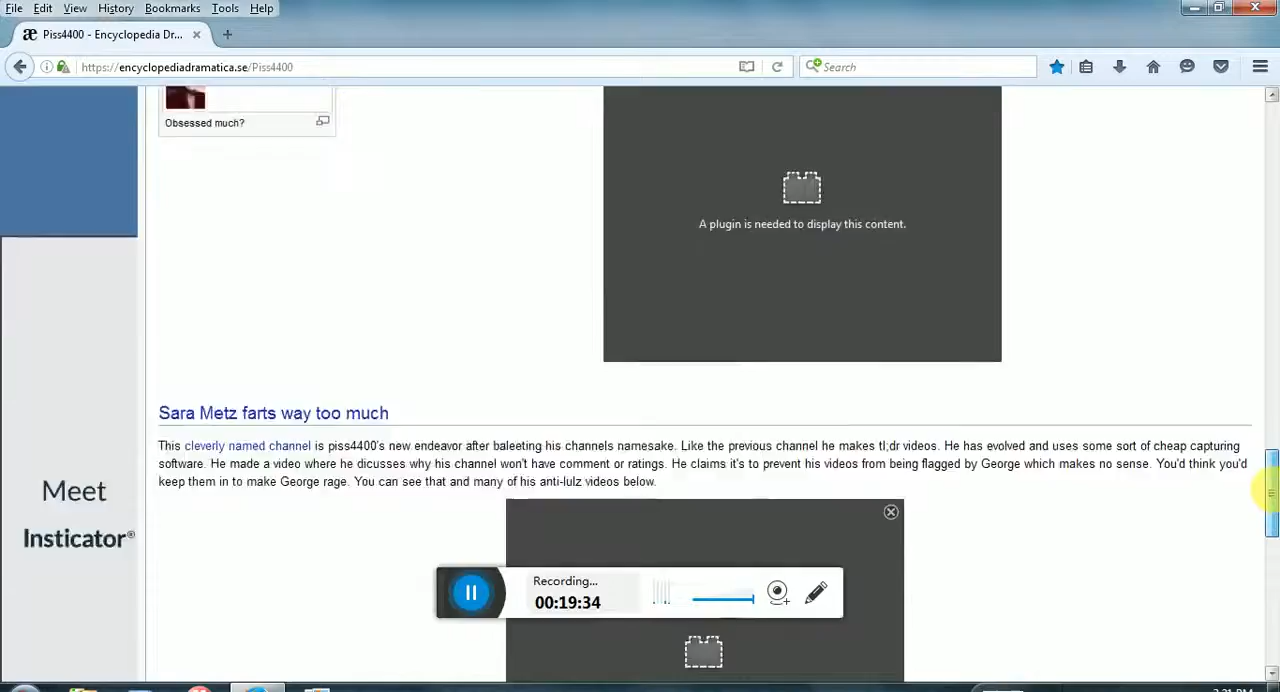 File Edit View History Bookmarks Tools Help
æ Piss4400 - Encyclopedia Dr...
https://encyclopediadramatica.se/Piss4400 Search
Obsessed much?
A plugin is needed to display this content.
Sara Metz farts way too much
This cleverly named channel is piss4400's new endeavor after baleeting his channels namesake. Like the previous channel he makes tl;dr videos. He has evolved and uses some sort of cheap capturing
software. He made a video where he dicusses why his channel won't have comment or ratings. He claims it's to prevent his videos from being flagged by George which makes no sense. You'd think you'd
keep them in to make George rage. You can see that and many of his anti-lulz videos below.
Meet
Insticator®
Recording...
00:19:34